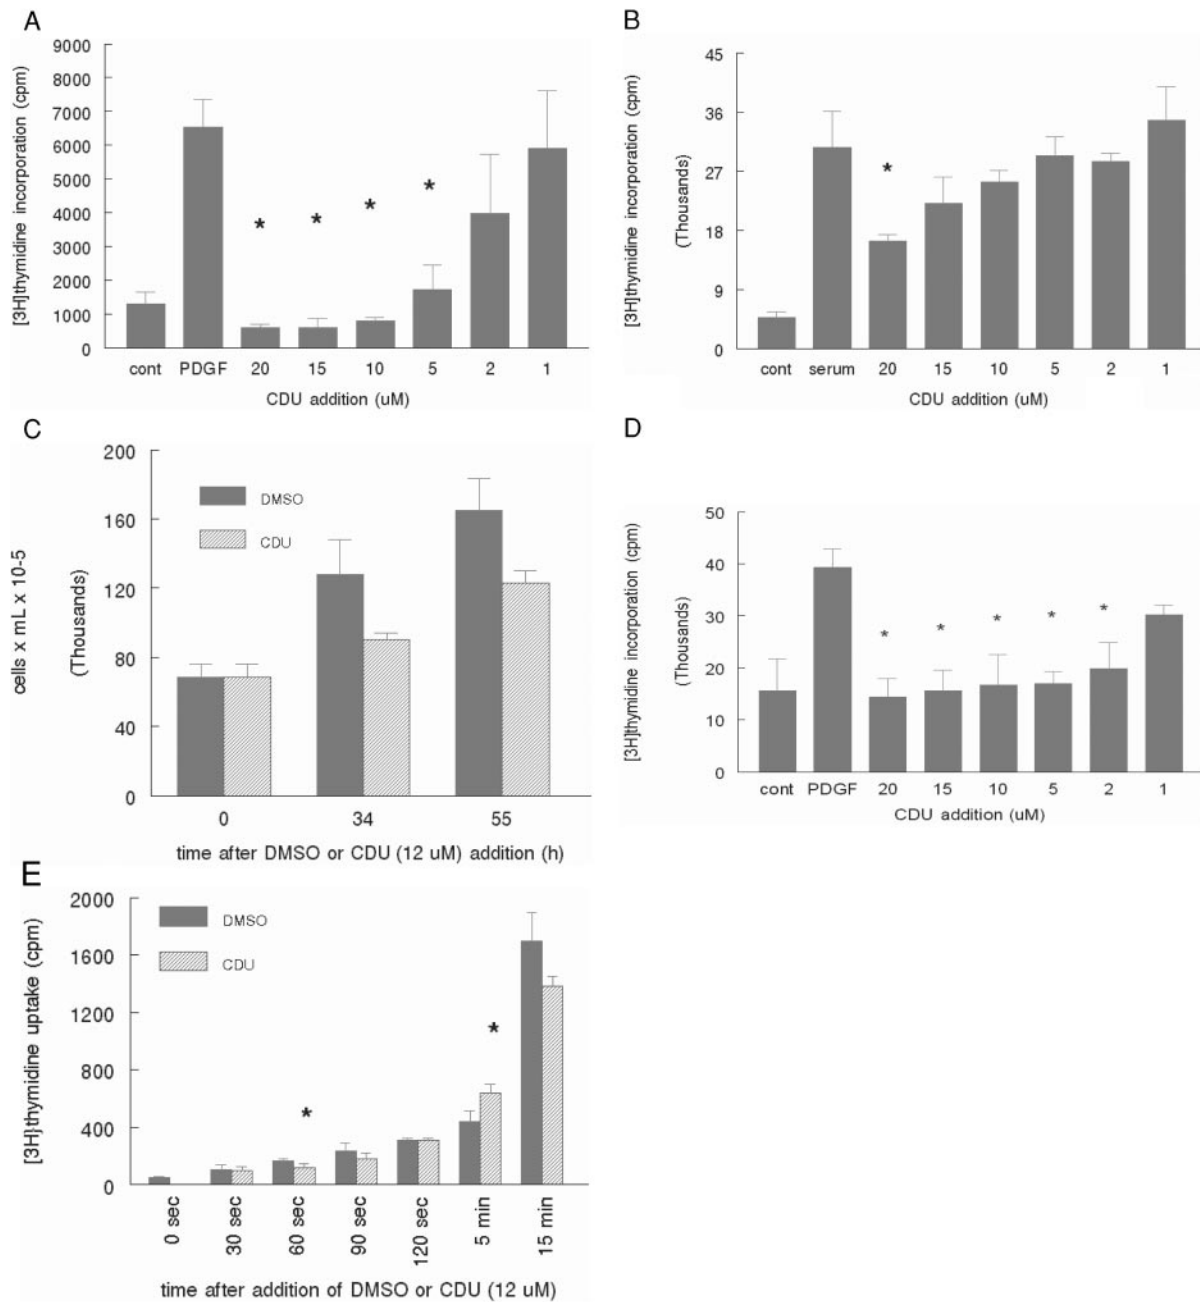 A
9000
8000
7000
6000
5000
4000
3000
2000
1000
0
[3H]thymidine incorporation (cpm)
*
*
*
*
cont PDGF 20 15 10 5 2 1
CDU addition (uM)
B
45
36
27
18
9
0
[3H]thymidine incorporation (cpm)
(Thousands)
*
cont serum 20 15 10 5 2 1
CDU addition (uM)
C
200
160
120
80
40
0
cells x mL x 10-5
(Thousands)
DMSO
CDU
0 34 55
time after DMSO or CDU (12 uM) addition (h)
D
50
40
30
20
10
0
[3H]thymidine incorporation (cpm)
(Thousands)
*
*
*
*
*
cont PDGF 20 15 10 5 2 1
CDU addition (uM)
E
2000
1600
1200
800
400
0
[3H}thymidine uptake (cpm)
DMSO
CDU
*
*
0 sec
30 sec
60 sec
90 sec
120 sec
5 min
15 min
time after addition of DMSO or CDU (12 uM)